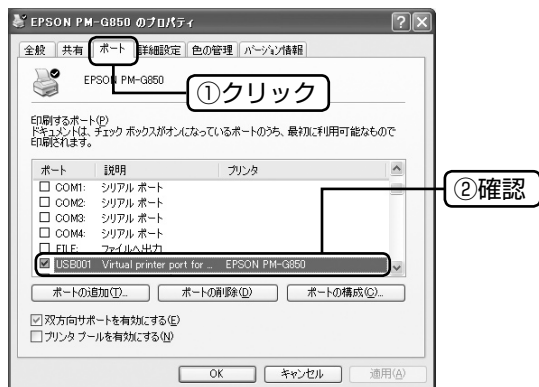 EPSON PM-G850 のプロパティ
全般 共有 ポート 詳細設定 色の管理 バージョン情報
EPSON PM-G850
①クリック
印刷するポート(P)
ドキュメントは、チェック ボックスがオンになっているポートのうち、最初に利用可能なもので
印刷されます。
ポート 説明 プリンタ
COM1: シリアル ポート
COM2: シリアル ポート
COM3: シリアル ポート
COM4: シリアル ポート
FILE: ファイルへ出力
USB001 Virtual printer port for ... EPSON PM-G850
②確認
ポートの追加(T)... ポートの削除(D) ポートの構成(C)...
双方向サポートを有効にする(E)
プリンタ プールを有効にする(N)
OK キャンセル 適用(A)